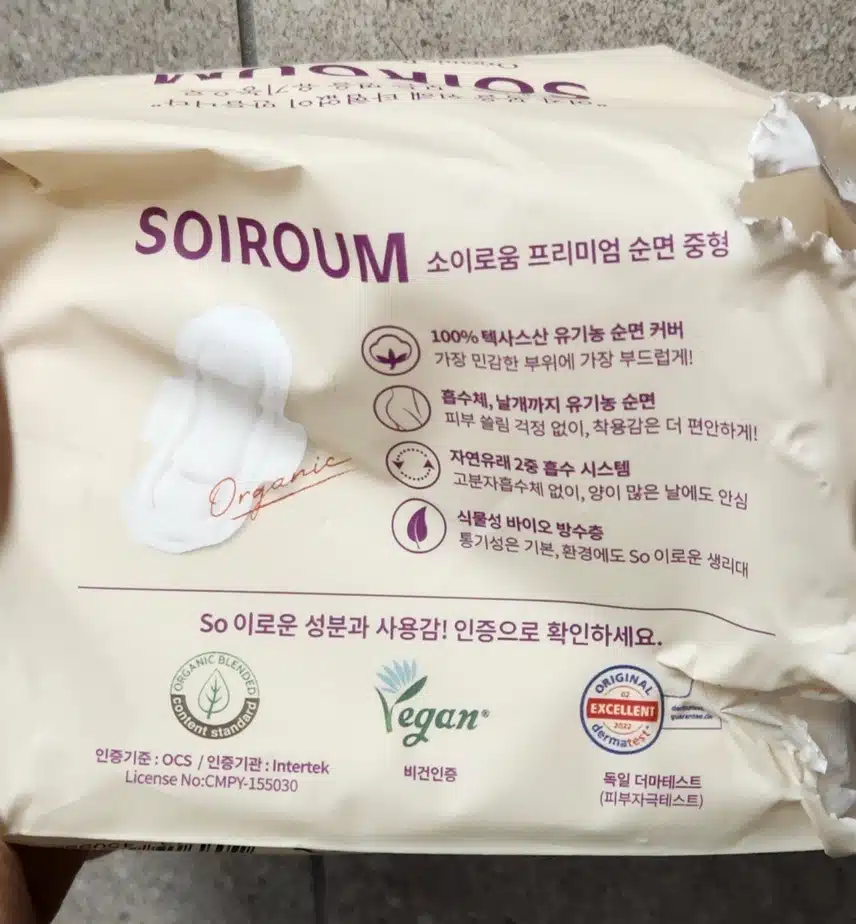 SOIROUM
SOIROUM 소이로움 프리미엄 순면 중형
100% 텍사스산 유기농 순면 커버
가장 민감한 부위에 가장 부드럽게!
흡수체, 날개까지 유기농 순면
피부 쓸림 걱정 없이, 착용감은 더 편안하게!
자연유래 2중 흡수 시스템
고분자흡수체 없이, 양이 많은 날에도 안심
식물성 바이오 방수층
통기성은 기본, 환경에도 So 이로운 생리대
Organic
So 이로운 성분과 사용감! 인증으로 확인하세요.
ORGANIC BLENDED
content standard
인증기준 : OCS / 인증기관 : Intertek
License No:CMPY-155030
Vegan®
비건인증
ORIGINAL
02
EXCELLENT
2022
dermatest
guarantee.de
독일 더마테스트
(피부자극테스트)